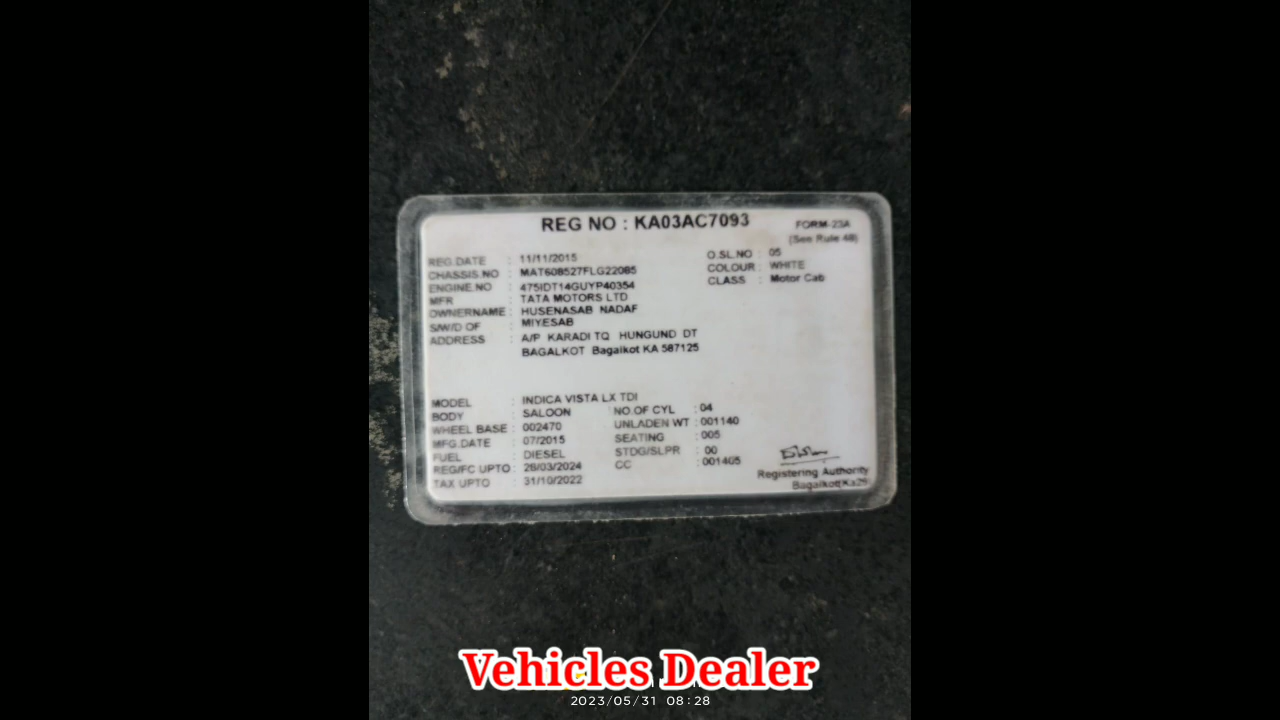 REG NO : KA03AC7093
FORM-23A
(See Rule 48)
REG.DATE : 11/11/2015
O.SL.NO : 05
CHASSIS.NO : MAT608527FLG22085
COLOUR : WHITE
ENGINE.NO : 475IDT14GUYP40354
CLASS : Motor Cab
MFR : TATA MOTORS LTD
OWNERNAME : HUSENASAB NADAF
S/W/D OF : MIYESAB
ADDRESS : A/P KARADI TQ HUNGUND DT
BAGALKOT Bagalkot KA 587125
MODEL : INDICA VISTA LX TDI
BODY : SALOON NO.OF CYL : 04
WHEEL BASE : 002470 UNLADEN WT : 001140
MFG.DATE : 07/2015 SEATING : 005
FUEL : DIESEL STDG/SLPR : 00
REG/FC UPTO : 28/03/2024 CC : 001405
TAX UPTO : 31/10/2022
Registering Authority
Bagalkot Ka29
Vehicles Dealer
2023/05/31 08:28